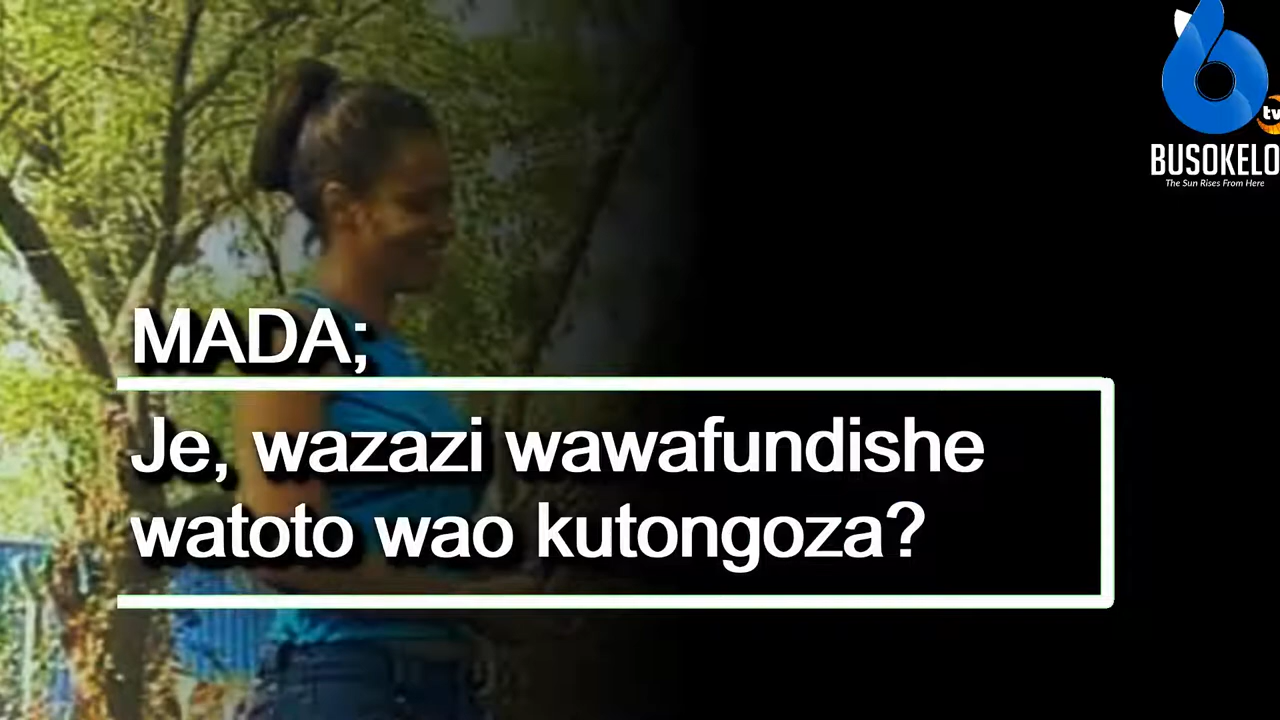 tv
BUSOKELO
The Sun Rises From Here
MADA;
Je, wazazi wawafundishe
watoto wao kutongoza?